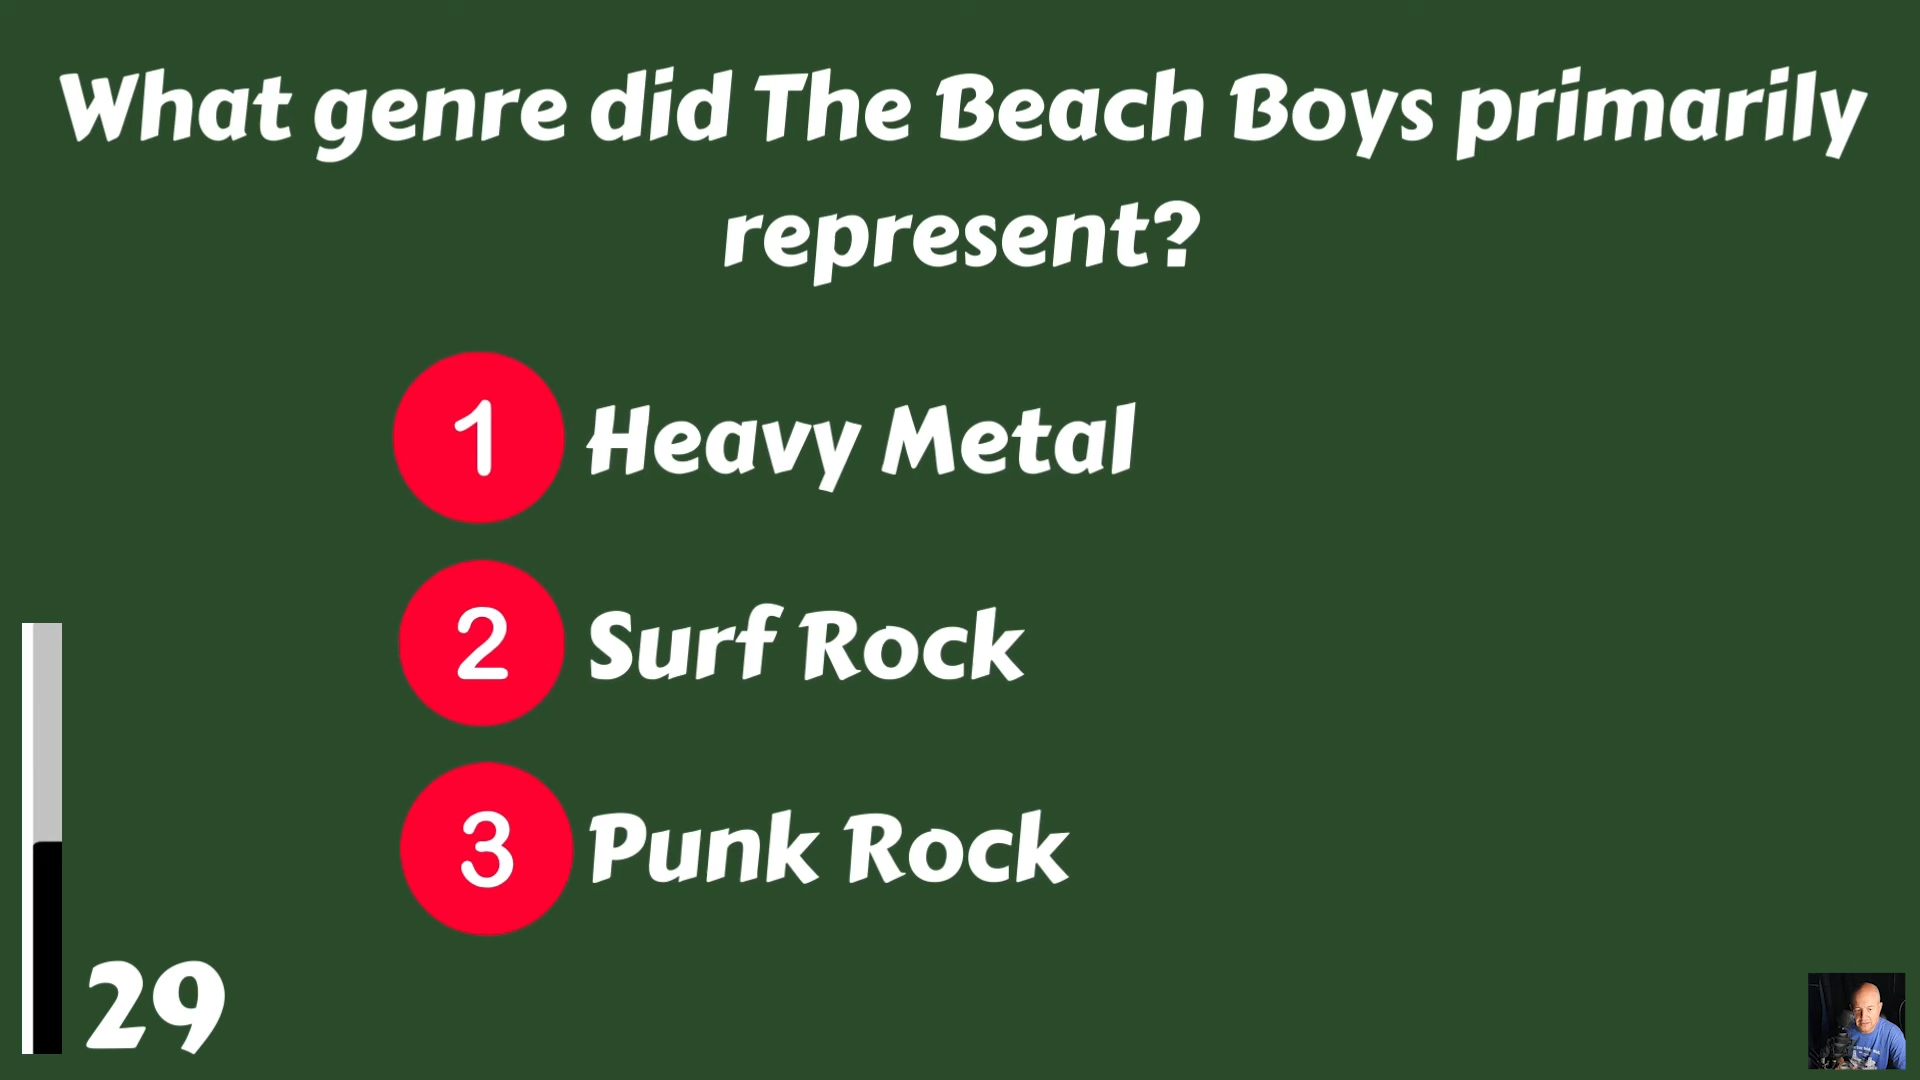 What genre did The Beach Boys primarily
represent?
1 Heavy Metal
2 Surf Rock
3 Punk Rock
29